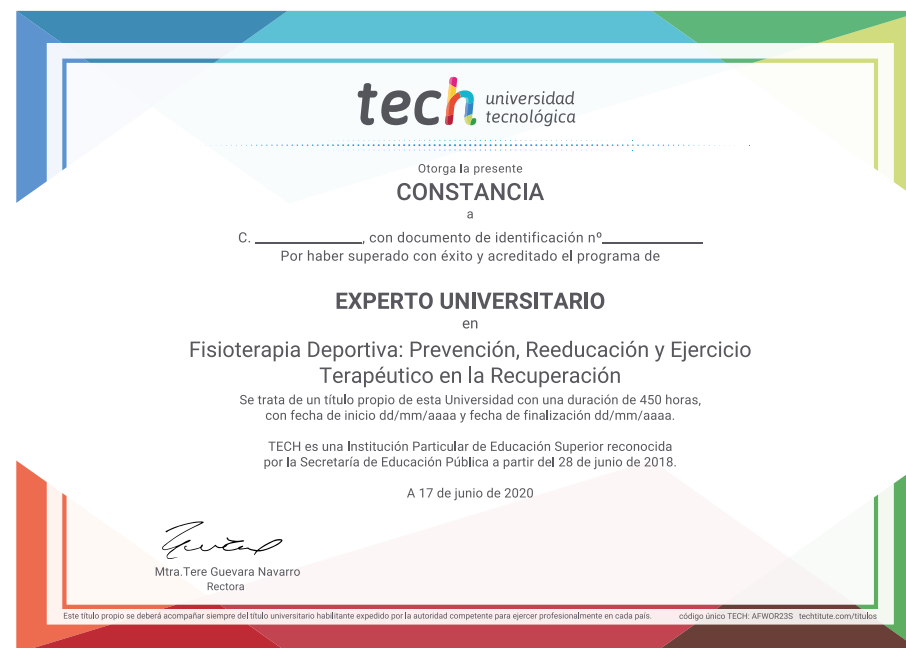 tech universidad
tecnológica
Otorga la presente
CONSTANCIA
a
C. ____________, con documento de identificación nº____________
Por haber superado con éxito y acreditado el programa de
EXPERTO UNIVERSITARIO
en
Fisioterapia Deportiva: Prevención, Reeducación y Ejercicio
Terapéutico en la Recuperación
Se trata de un título propio de esta Universidad con una duración de 450 horas,
con fecha de inicio dd/mm/aaaa y fecha de finalización dd/mm/aaaa.
TECH es una Institución Particular de Educación Superior reconocida
por la Secretaría de Educación Pública a partir del 28 de junio de 2018.
A 17 de junio de 2020
Mtra.Tere Guevara Navarro
Rectora
Este título propio se deberá acompañar siempre del título universitario habilitante expedido por la autoridad competente para ejercer profesionalmente en cada país. código único TECH: AFWOR23S techtitute.com/títulos